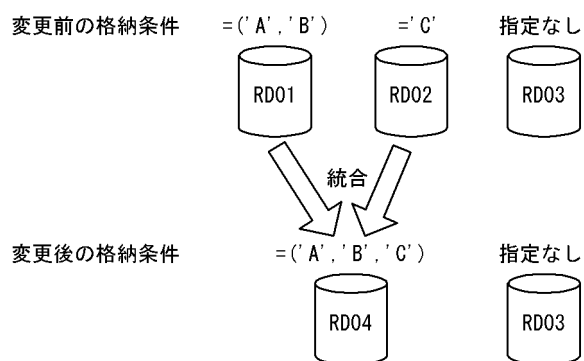 変更前の格納条件 =('A','B') ='C' 指定なし
RD01 RD02 RD03
統合
変更後の格納条件 =('A','B','C') 指定なし
RD04 RD03